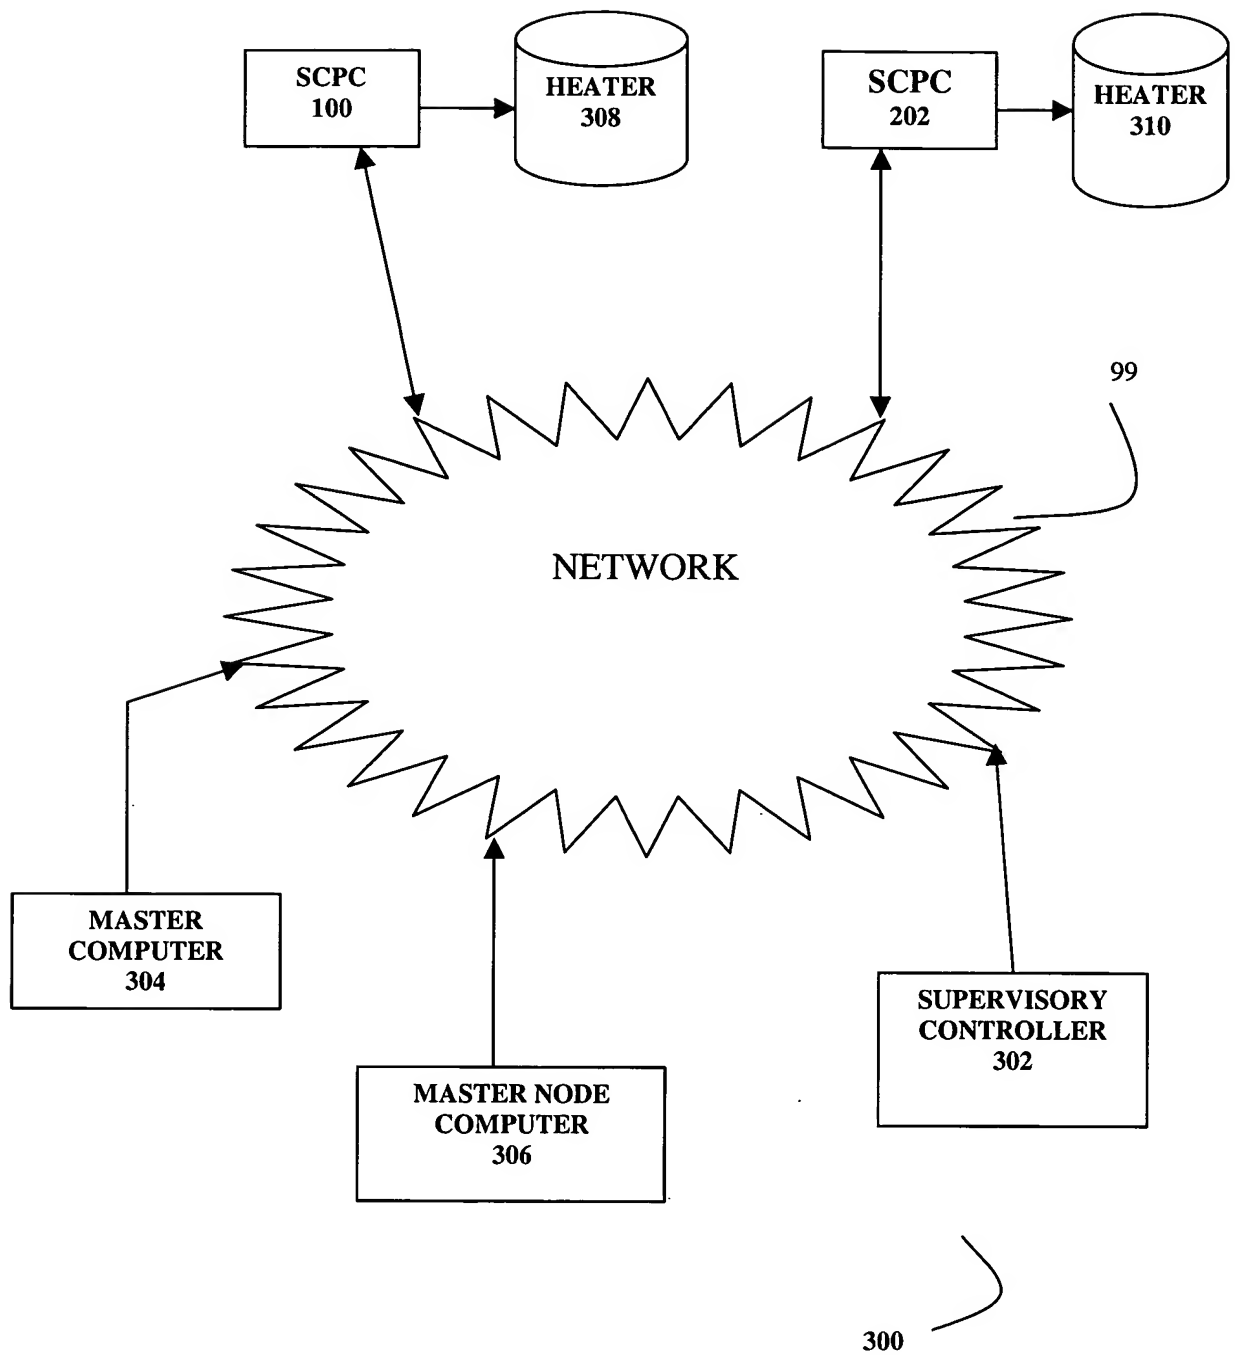 SCPC
100
HEATER
308
SCPC
202
HEATER
310
99
NETWORK
MASTER
COMPUTER
304
MASTER NODE
COMPUTER
306
SUPERVISORY
CONTROLLER
302
300